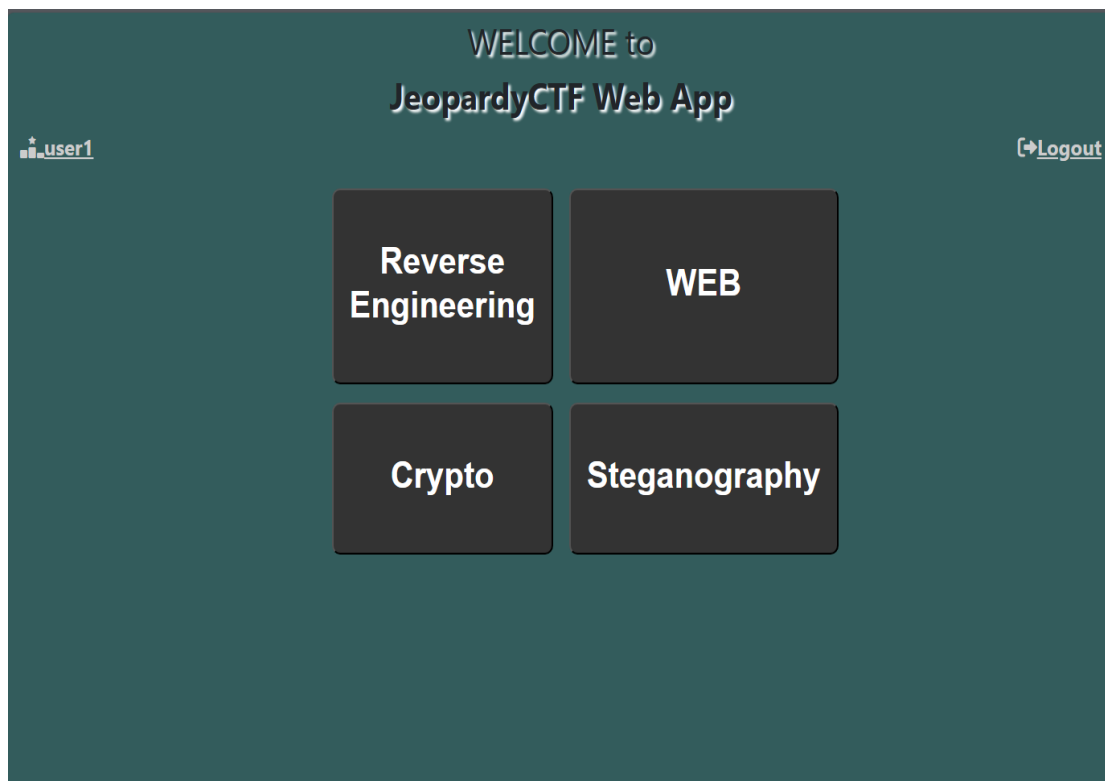 WELCOME to
JeopardyCTF Web App
user1
Logout
Reverse
Engineering
WEB
Crypto
Steganography